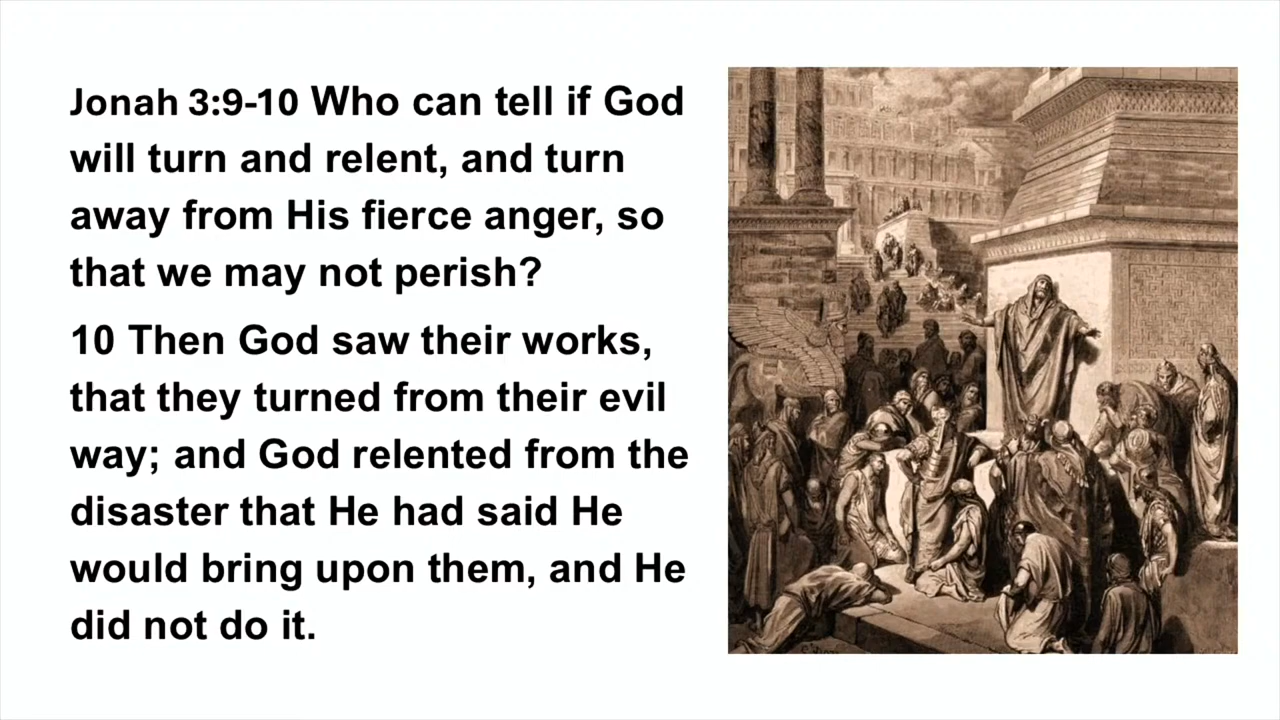 Jonah 3:9-10 Who can tell if God
will turn and relent, and turn
away from His fierce anger, so
that we may not perish?
10 Then God saw their works,
that they turned from their evil
way; and God relented from the
disaster that He had said He
would bring upon them, and He
did not do it.